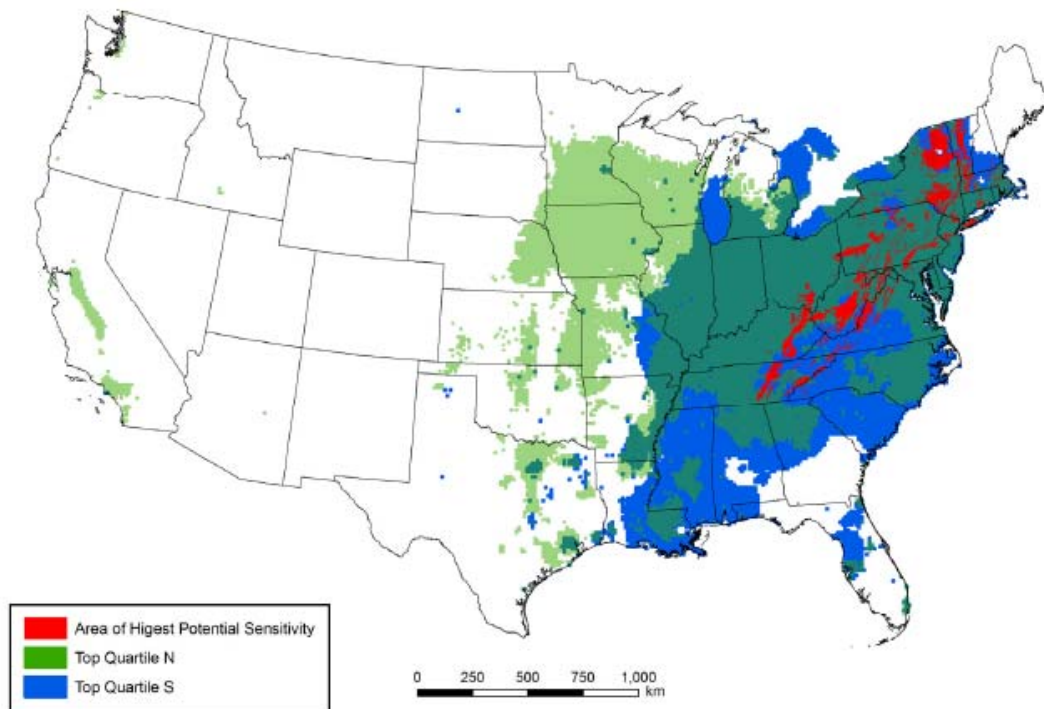 Area of Higest Potential Sensitivity
Top Quartile N
Top Quartile S
0 250 500 750 1,000
km